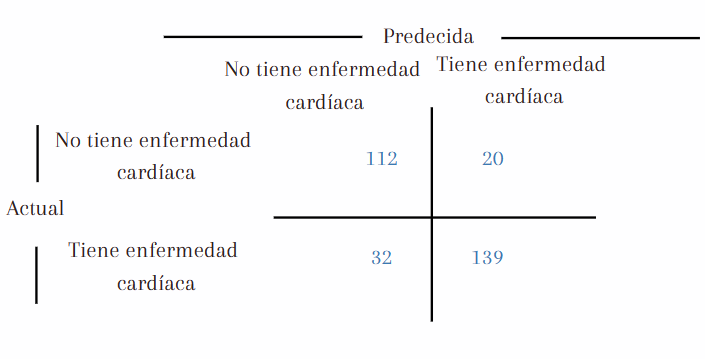 Predecida
No tiene enfermedad
cardíaca
Tiene enfermedad
cardíaca
No tiene enfermedad
cardíaca
112
20
Actual
Tiene enfermedad
cardíaca
32
139